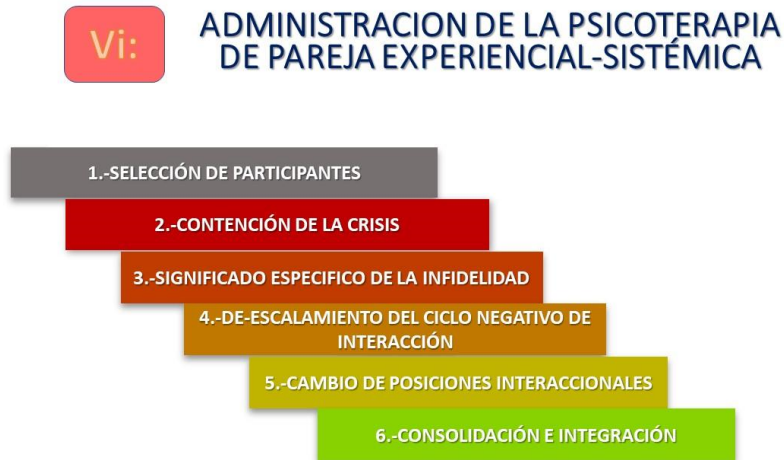 Vi:
ADMINISTRACION DE LA PSICOTERAPIA
DE PAREJA EXPERIENCIAL-SISTÉMICA
1.-SELECCIÓN DE PARTICIPANTES
2.-CONTENCIÓN DE LA CRISIS
3.-SIGNIFICADO ESPECIFICO DE LA INFIDELIDAD
4.-DE-ESCALAMIENTO DEL CICLO NEGATIVO DE
INTERACCIÓN
5.-CAMBIO DE POSICIONES INTERACCIONALES
6.-CONSOLIDACIÓN E INTEGRACIÓN